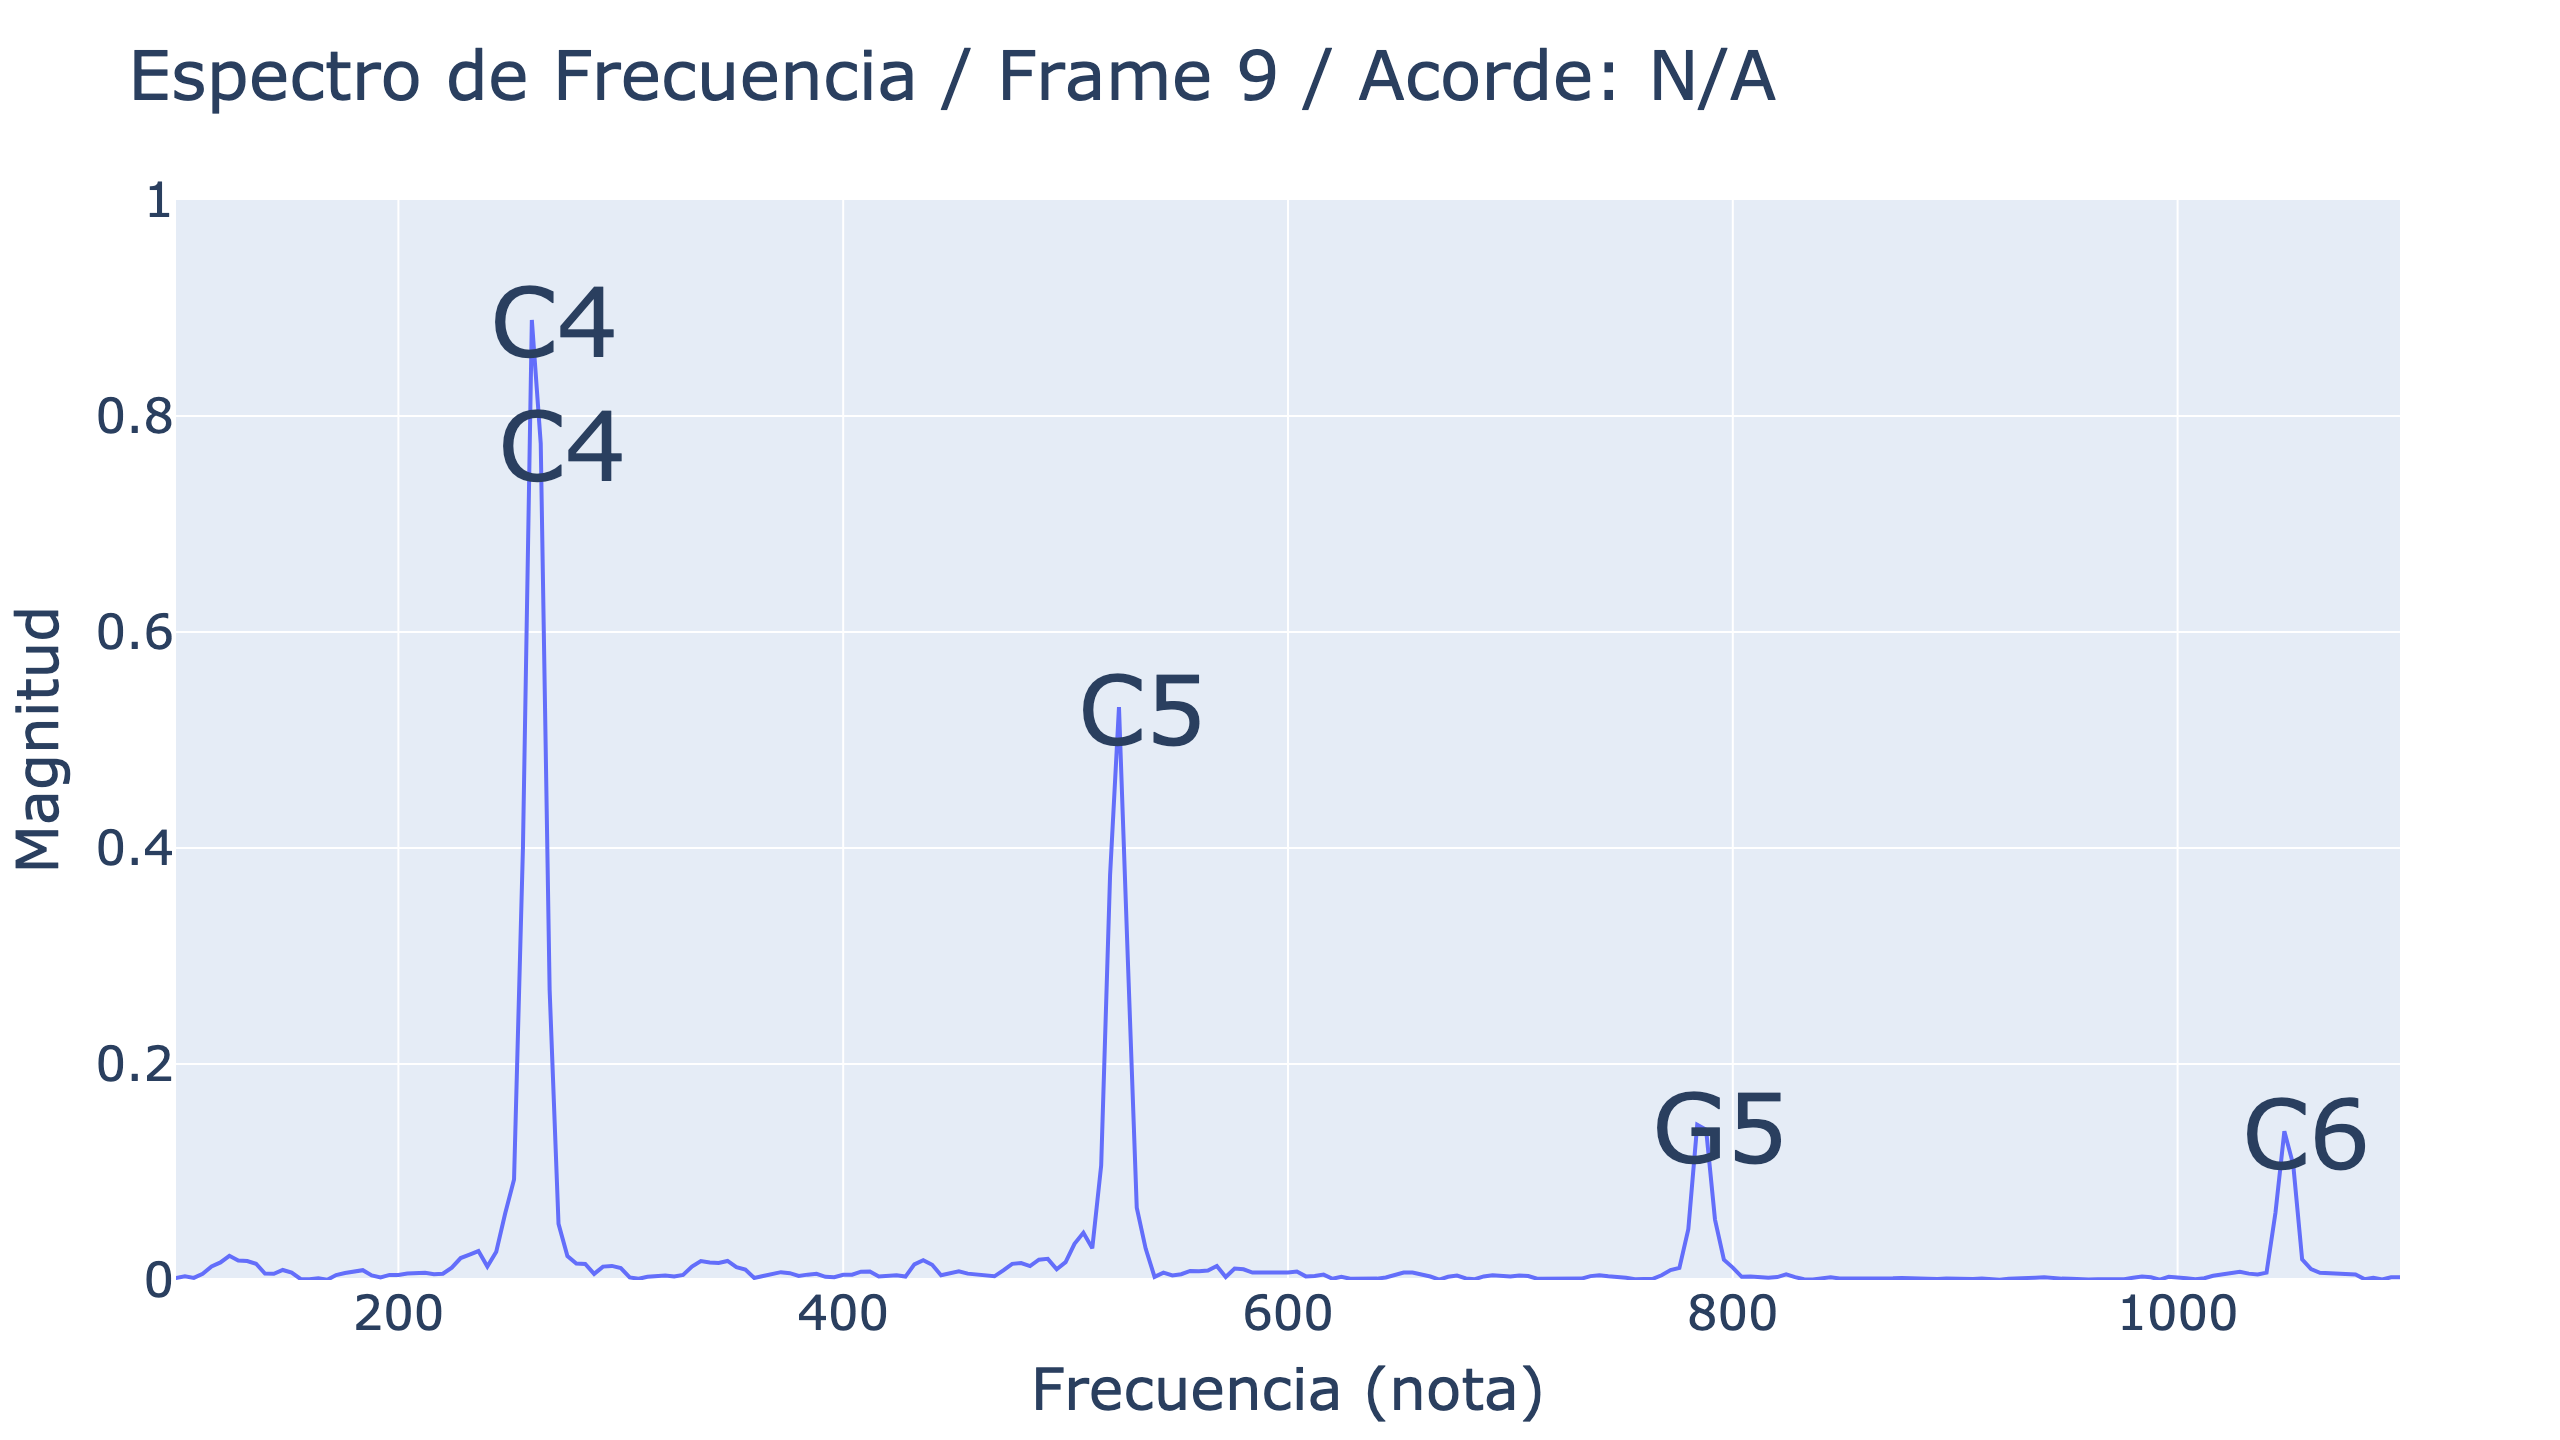 Espectro de Frecuencia / Frame 9 / Acorde: N/A
1
0.8
0.6
0.4
0.2
0
Magnitud
C4
C4
C5
G5
C6
200 400 600 800 1000
Frecuencia (nota)